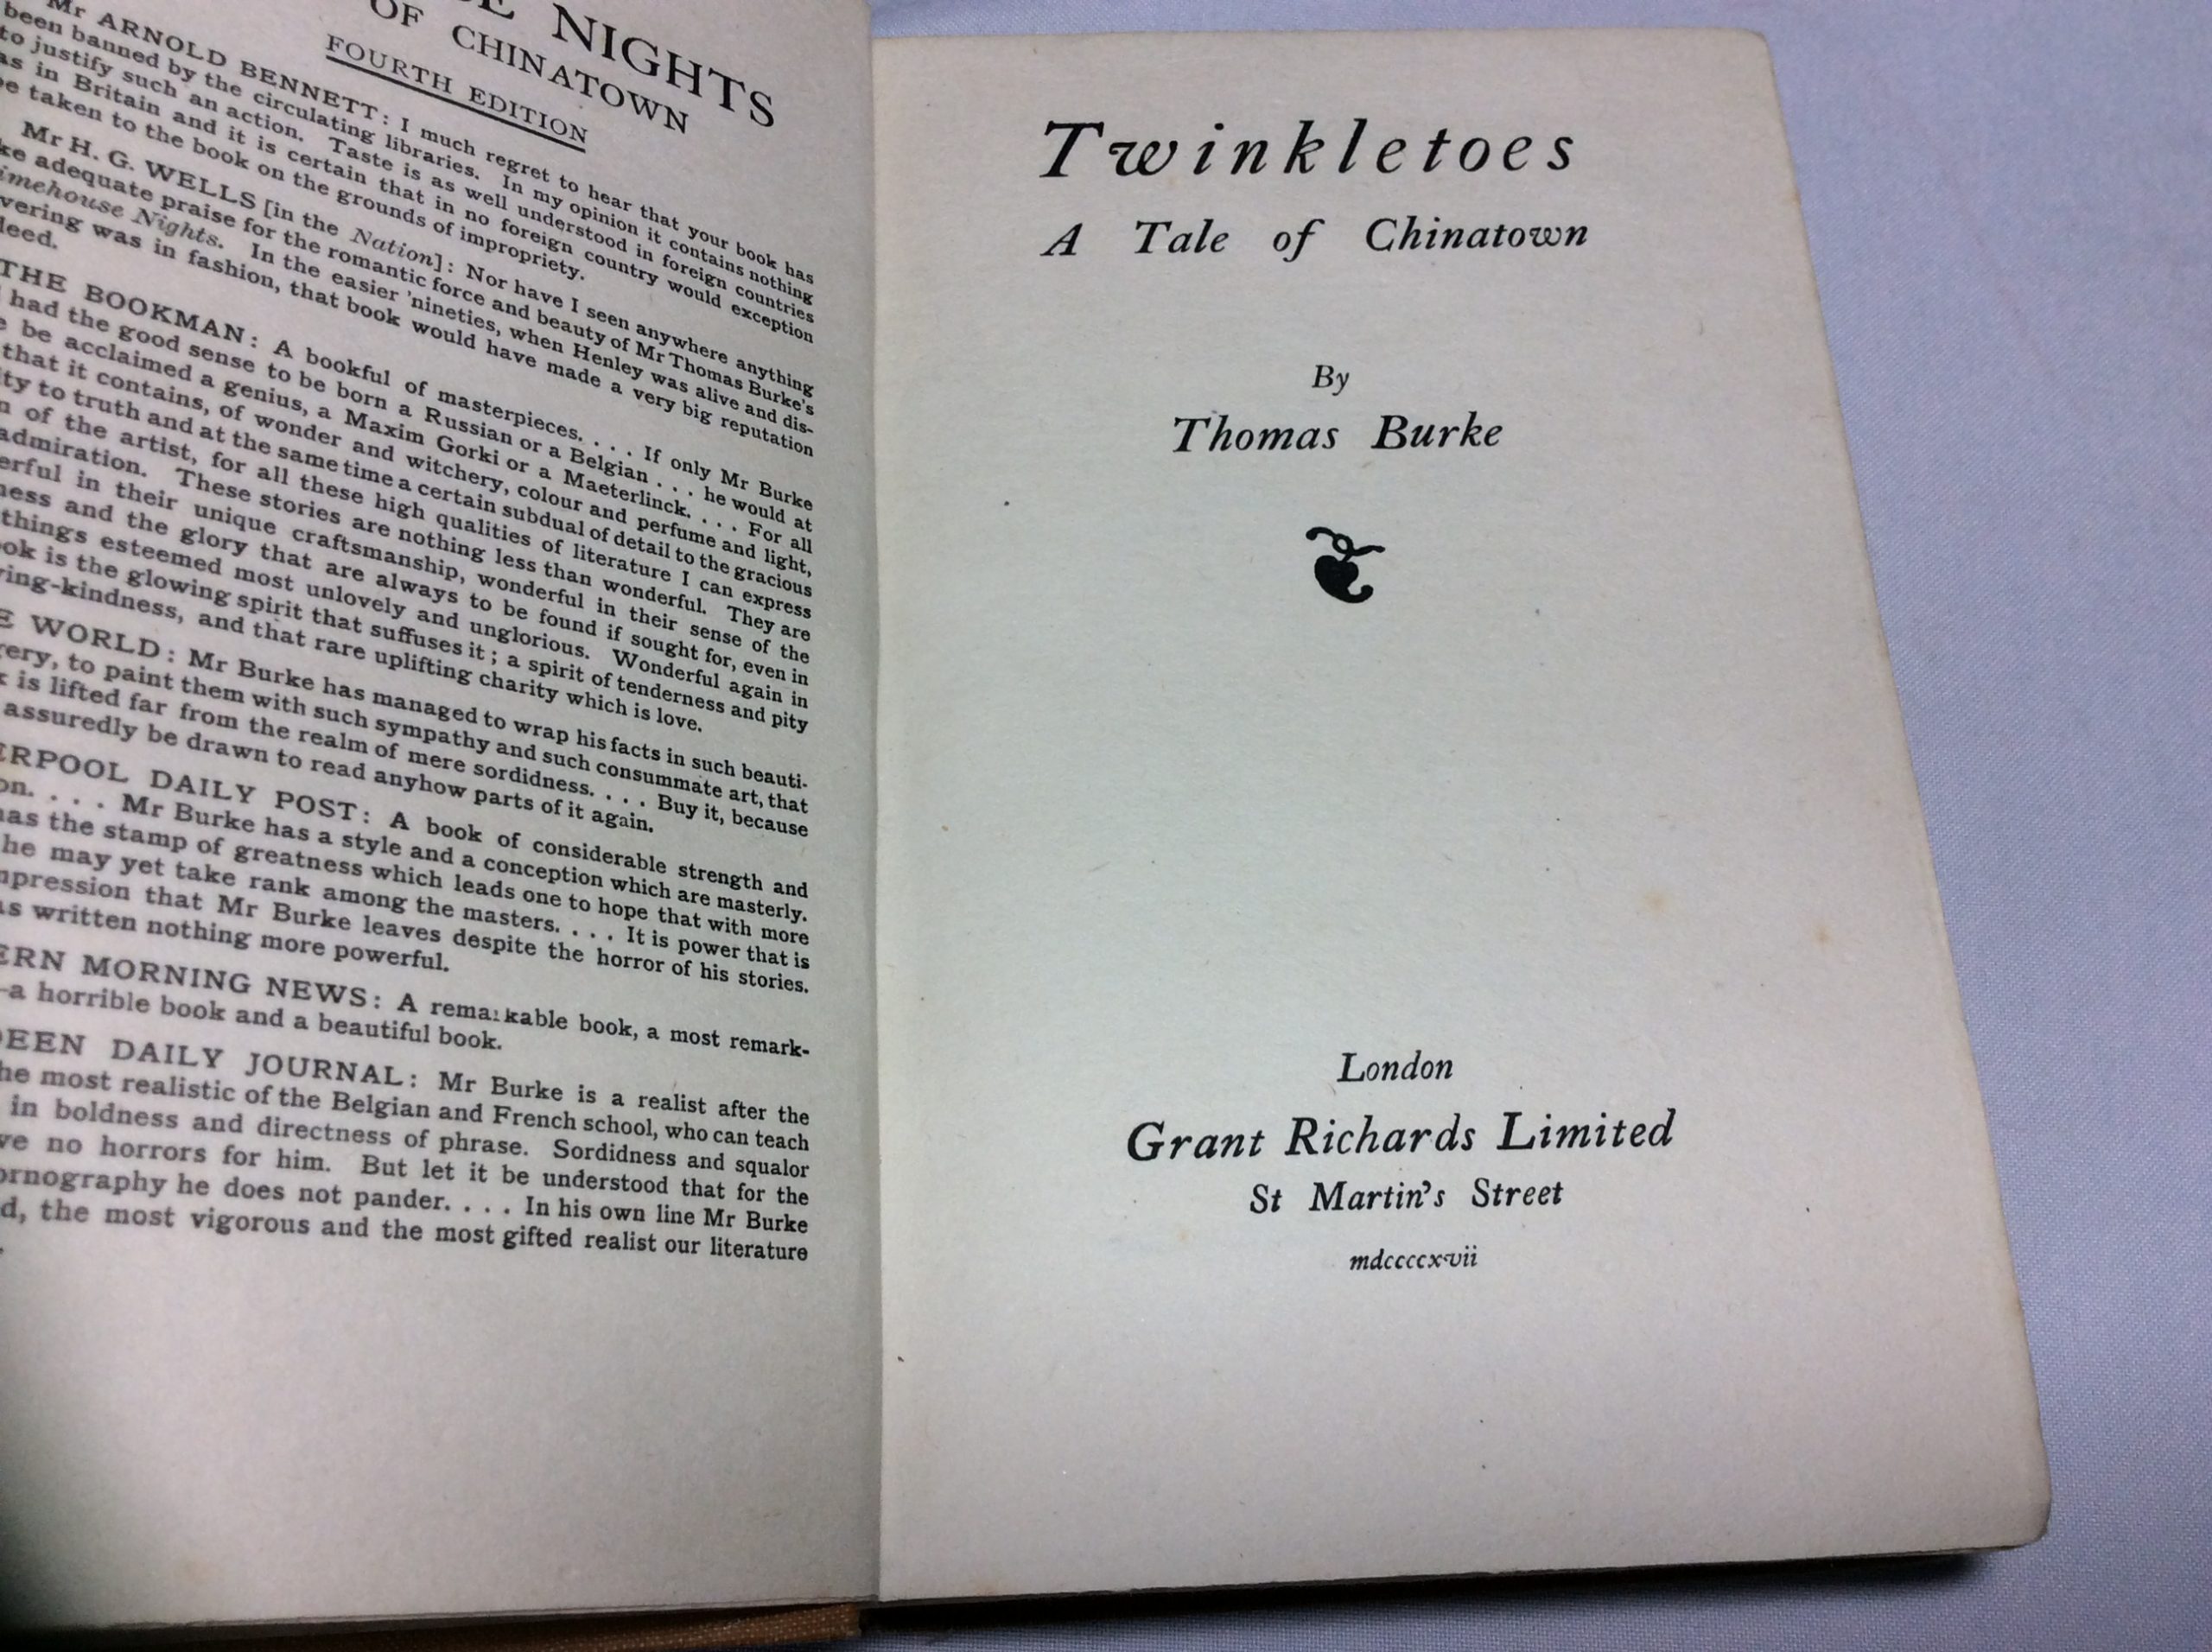 NIGHTS
OF CHINATOWN
FOURTH EDITION
Mr ARNOLD BENNETT: I much regret to hear that your book has
been banned by the circulating libraries. In my opinion it contains nothing
to justify such an action. Taste is as well understood in foreign countries
as in Britain and it is certain that in no foreign country would exception
be taken to the book on the grounds of impropriety.
Mr H. G. WELLS [in the Nation]: Nor have I seen anywhere anything
adequate praise for the romantic force and beauty of Mr Thomas Burke's
Nights. In the easier 'nineties, when Henley was alive and dis-
was in fashion, that book would have made a very big reputation
THE BOOKMAN: A bookful of masterpieces. . . . If only Mr Burke
had the good sense to be born a Russian or a Belgian . . . he would at
be acclaimed a genius, a Maxim Gorki or a Maeterlinck. . . . For all
that it contains, of wonder and witchery, colour and perfume and light,
to truth and at the same time a certain subdual of detail to the gracious
of the artist, for all these high qualities of literature I can express
admiration. These stories are nothing less than wonderful. They are
in their unique craftsmanship, wonderful in their sense of the
and the glory that are always to be found if sought for, even in
things esteemed most unlovely and unglorious. Wonderful again in
is the glowing spirit that suffuses it; a spirit of tenderness and pity
and that rare uplifting charity which is love.
WORLD: Mr Burke has managed to wrap his facts in such beauti-
to paint them with such sympathy and such consummate art, that
is lifted far from the realm of mere sordidness. . . . Buy it, because
assuredly be drawn to read anyhow parts of it again.
DAILY POST: A book of considerable strength and
. . . . Mr Burke has a style and a conception which are masterly.
has the stamp of greatness which leads one to hope that with more
he may yet take rank among the masters. . . . It is power that is
that Mr Burke leaves despite the horror of his stories.
written nothing more powerful.
MORNING NEWS: A remarkable book, a most remark-
—a horrible book and a beautiful book.
DAILY JOURNAL: Mr Burke is a realist after the
most realistic of the Belgian and French school, who can teach
in boldness and directness of phrase. Sordidness and squalor
no horrors for him. But let it be understood that for the
he does not pander. . . . In his own line Mr Burke
the most vigorous and the most gifted realist our literature
Twinkletoes
A Tale of Chinatown
By
Thomas Burke
London
Grant Richards Limited
St Martin's Street
mdccccxvii